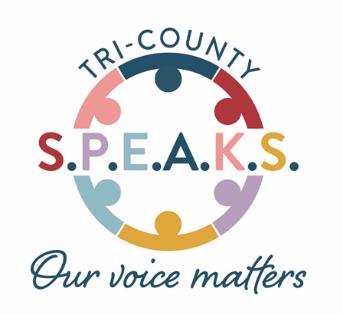 TRI-COUNTY
S.P.E.A.K.S.
Our voice matters